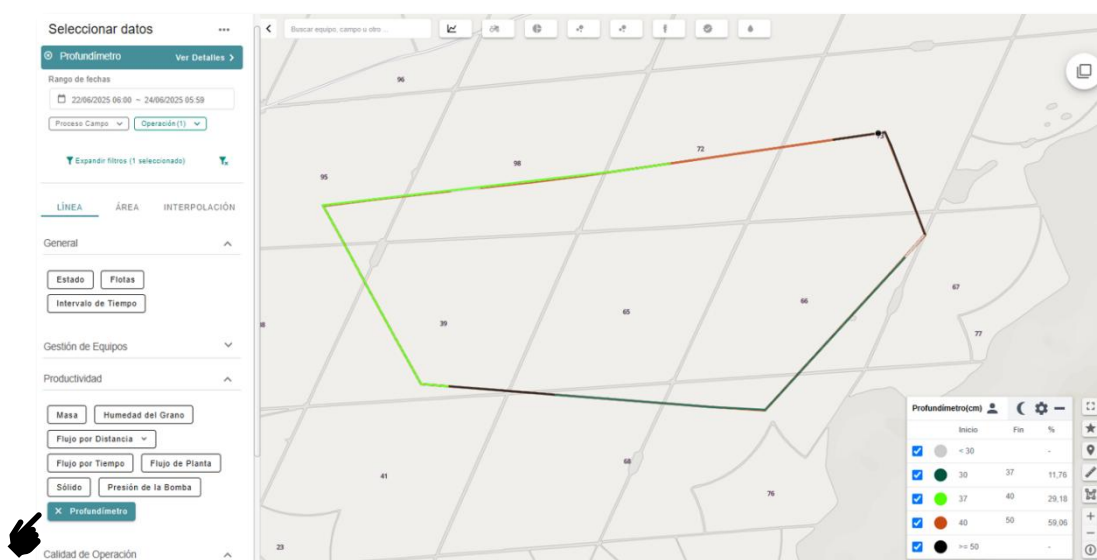 Seleccionar datos
Profundímetro
Ver Detalles
Rango de fechas
22/06/2025 06:00 ~ 24/06/2025 05:59
Proceso Campo
Operación (1)
Expandir filtros (1 seleccionado)
LÍNEA ÁREA INTERPOLACIÓN
General
Estado Flotas
Intervalo de Tiempo
Gestión de Equipos
Productividad
Masa Humedad del Grano
Flujo por Distancia
Flujo por Tiempo Flujo de Planta
Sólido Presión de la Bomba
X Profundímetro
Calidad de Operación
Buscar equipo, campo u otro ...
96
72
73
98
95
67
66
65
39
77
68
41
76
23
Profundímetro(cm)
Inicio Fin %
< 30 -
30 37 11,76
37 40 29,18
40 50 59,06
>= 50 -